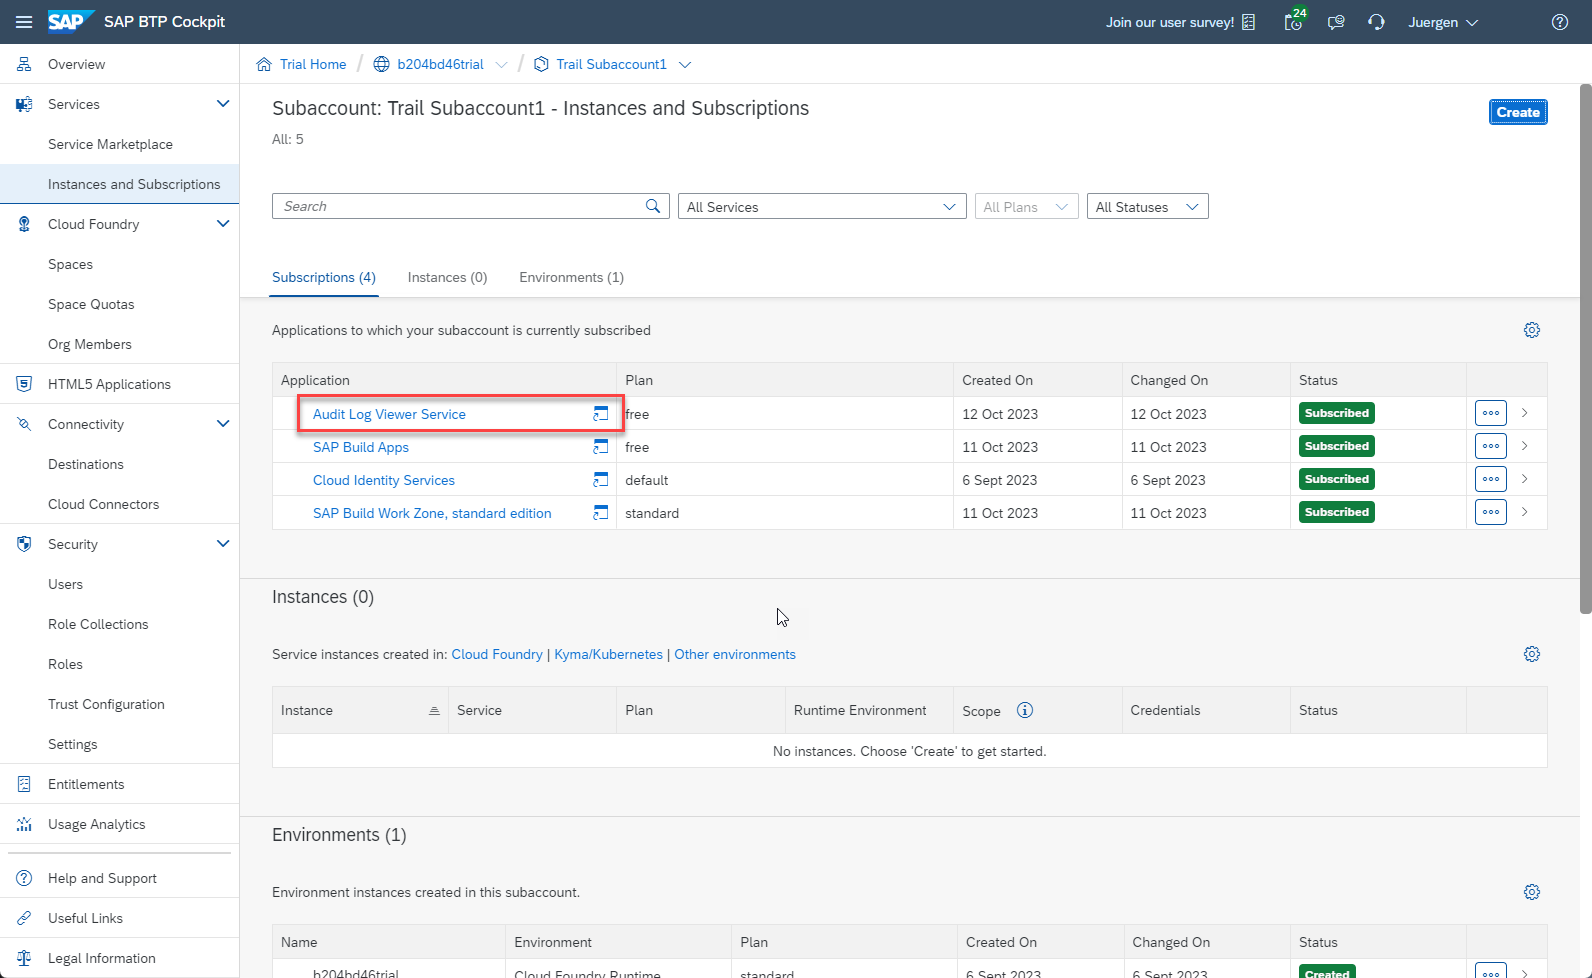 SAP SAP BTP Cockpit
Join our user survey!
24
Juergen
Overview
Services
Service Marketplace
Instances and Subscriptions
Cloud Foundry
Spaces
Space Quotas
Org Members
HTML5 Applications
Connectivity
Destinations
Cloud Connectors
Security
Users
Role Collections
Roles
Trust Configuration
Settings
Entitlements
Usage Analytics
Help and Support
Useful Links
Legal Information
Trial Home / b204bd46trial / Trail Subaccount1
Subaccount: Trail Subaccount1 - Instances and Subscriptions
Create
All: 5
Search
All Services
All Plans
All Statuses
Subscriptions (4) Instances (0) Environments (1)
Applications to which your subaccount is currently subscribed
Application Plan Created On Changed On Status
Audit Log Viewer Service free 12 Oct 2023 12 Oct 2023 Subscribed
SAP Build Apps free 11 Oct 2023 11 Oct 2023 Subscribed
Cloud Identity Services default 6 Sept 2023 6 Sept 2023 Subscribed
SAP Build Work Zone, standard edition standard 11 Oct 2023 11 Oct 2023 Subscribed
Instances (0)
Service instances created in: Cloud Foundry | Kyma/Kubernetes | Other environments
Instance Service Plan Runtime Environment Scope Credentials Status
No instances. Choose 'Create' to get started.
Environments (1)
Environment instances created in this subaccount.
Name Environment Plan Created On Changed On Status
b204bd46trial Cloud Foundry Runtime standard 6 Sept 2023 6 Sept 2023 Created